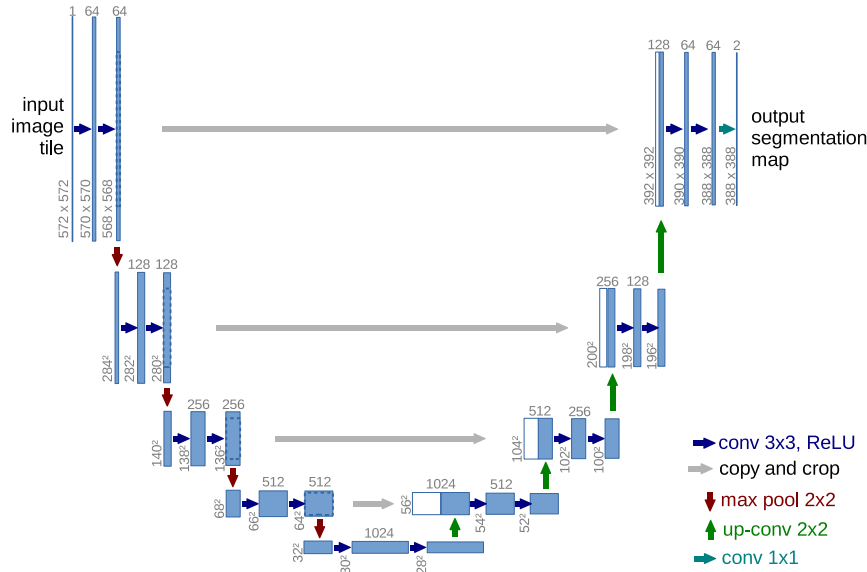 1
64
64
input
image
tile
572 x 572
570 x 570
568 x 568
128
64
64
2
output
segmentation
map
392 x 392
390 x 390
388 x 388
388 x 388
128
128
284²
282²
280²
256
128
200²
198²
196²
256
256
140²
138²
136²
512
256
104²
102²
100²
512
512
68²
66²
64²
1024
512
56²
54²
52²
1024
32²
30²
28²
conv 3x3, ReLU
copy and crop
max pool 2x2
up-conv 2x2
conv 1x1